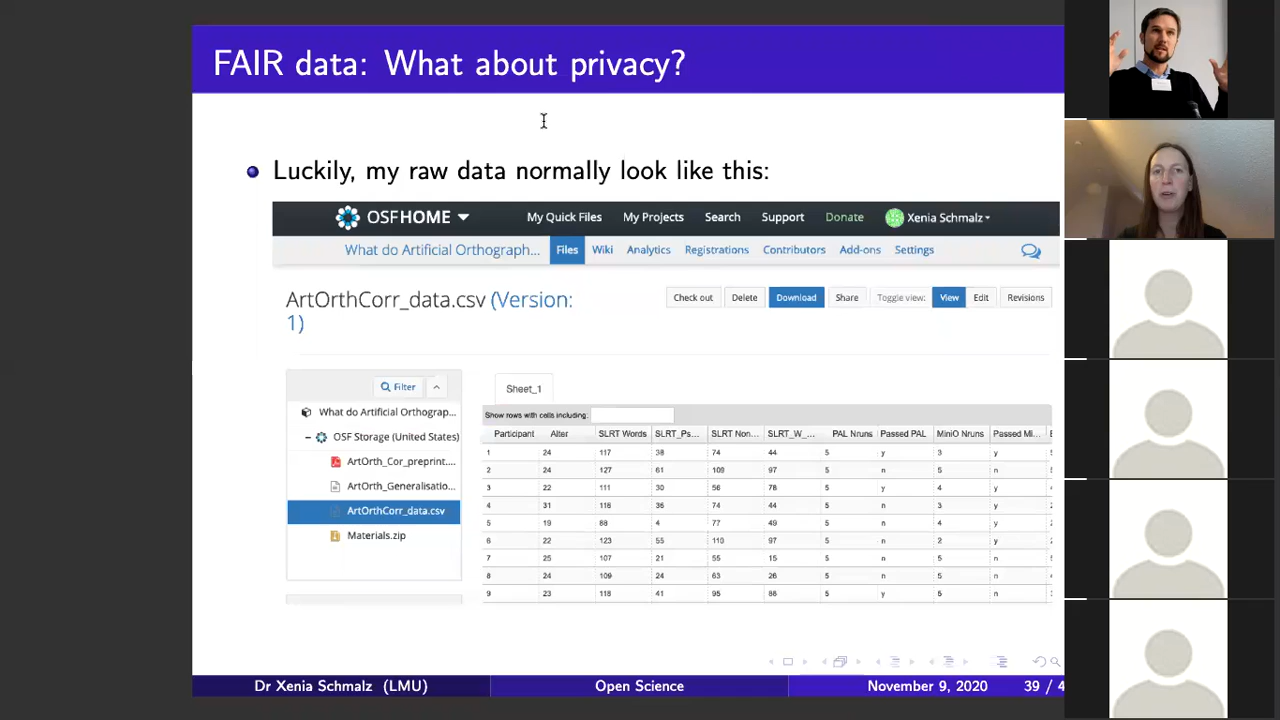 FAIR data: What about privacy?
Luckily, my raw data normally look like this:
OSFHOME My Quick Files My Projects Search Support Donate Xenia Schmalz
What do Artificial Orthograph... Files Wiki Analytics Registrations Contributors Add-ons Settings
ArtOrthCorr_data.csv (Version:
1)
Check out Delete Download Share Toggle view: View Edit Revisions
Filter
What do Artificial Orthograp...
OSF Storage (United States)
ArtOrth_Cor_preprint....
ArtOrth_Generalisatio...
ArtOrthCorr_data.csv
Materials.zip
Sheet_1
Show rows with cells including:
Participant Alter SLRT Words SLRT_Ps... SLRT Non... SLRT_W_... PAL Nruns Passed PAL MiniO Nruns Passed Mi...
1 24 117 38 74 44 5 y 3 y
2 24 127 61 109 97 5 n 5 n
3 22 111 30 56 78 5 y 4 y
4 31 116 36 74 44 5 n 3 y
5 19 88 4 77 49 5 n 4 y
6 22 123 55 110 97 5 n 2 y
7 25 107 21 55 15 5 n 5 n
8 24 109 24 63 26 5 n 5 n
9 23 118 41 95 86 5 y 5 n
Dr Xenia Schmalz (LMU) Open Science November 9, 2020 39 / 4